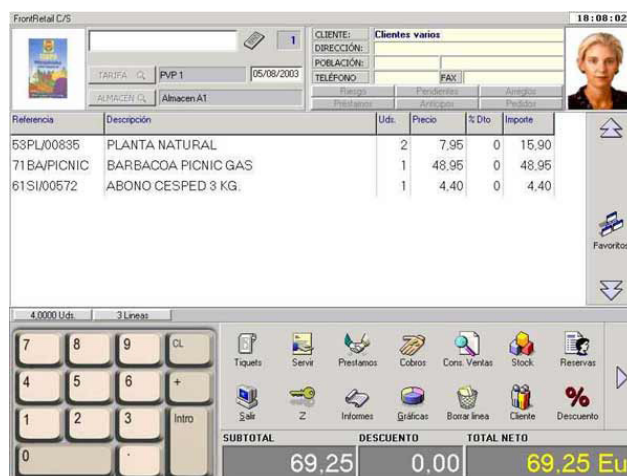 FrontRetail C/S
18:08:02
1
TARIFA
PVP 1
05/08/2003
ALMACEN
Almacen A1
CLIENTE:
Clientes varios
DIRECCIÓN:
POBLACIÓN:
TELÉFONO
FAX
Riesgo
Pendientes
Arreglos
Préstamos
Anticipos
Pedidos
Referencia
Descripción
Uds.
Precio
% Dto
Importe
53PL/00835 PLANTA NATURAL 2 7,95 0 15,90
71BA/PICNIC BARBACOA PICNIC GAS 1 48,95 0 48,95
61SI/00572 ABONO CESPED 3 KG. 1 4,40 0 4,40
Favoritos
4,0000 Uds.
3 Lineas
7 8 9 CL
4 5 6 +
1 2 3 Intro
0 .
Tiquets
Servir
Prestamos
Cobros
Cons. Ventas
Stock
Reservas
Salir
Z
Informes
Gráficas
Borrar linea
Cliente
Descuento
SUBTOTAL
DESCUENTO
TOTAL NETO
69,25
0,00
69,25 Eu